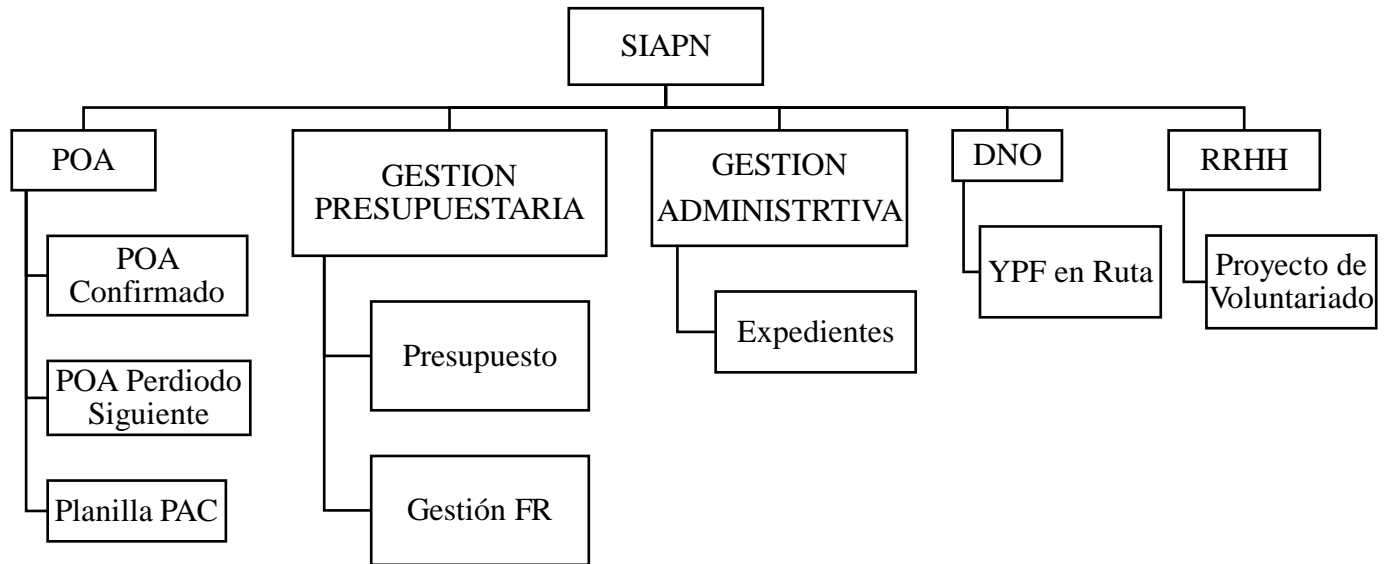 SIAPN
POA
GESTION
PRESUPUESTARIA
GESTION
ADMINISTRTIVA
DNO
RRHH
POA
Confirmado
POA Perdiodo
Siguiente
Planilla PAC
Presupuesto
Gestión FR
Expedientes
YPF en Ruta
Proyecto de
Voluntariado